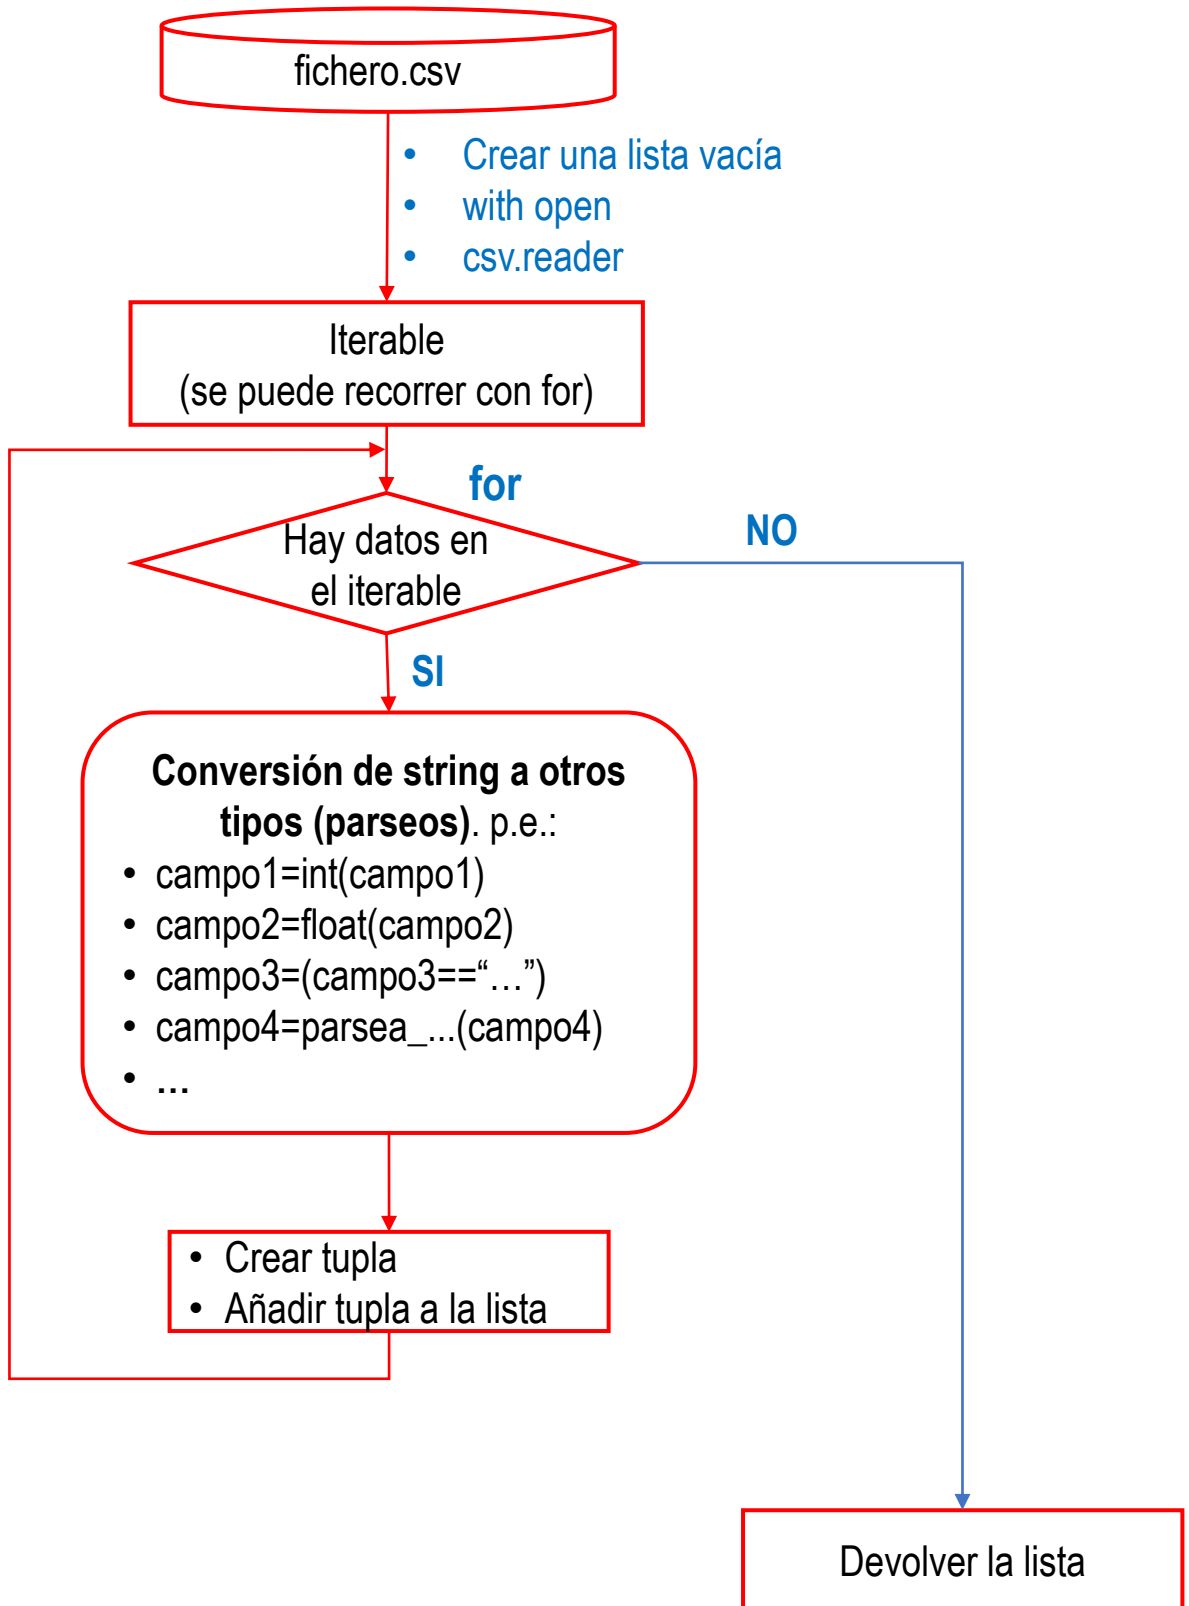 fichero.csv
• Crear una lista vacía
• with open
• csv.reader
Iterable
(se puede recorrer con for)
for
Hay datos en
el iterable
NO
SI
Conversión de string a otros
tipos (parseos). p.e.:
• campo1=int(campo1)
• campo2=float(campo2)
• campo3=(campo3==“…”)
• campo4=parsea_...(campo4)
• …
• Crear tupla
• Añadir tupla a la lista
Devolver la lista